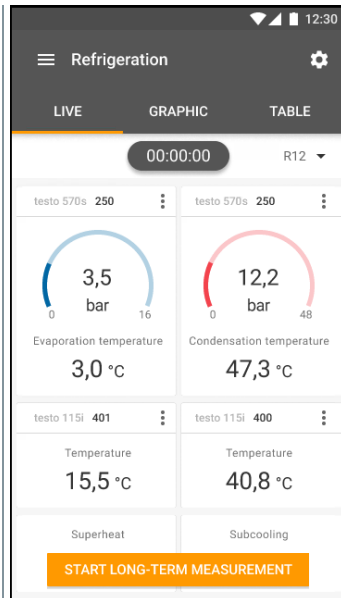 12:30
Refrigeration
LIVE GRAPHIC TABLE
00:00:00 R12
testo 570s 250 testo 570s 250
3,5 12,2
bar bar
0 16 0 48
Evaporation temperature Condensation temperature
3,0 °C 47,3 °C
testo 115i 401 testo 115i 400
Temperature Temperature
15,5 °C 40,8 °C
Superheat Subcooling
START LONG-TERM MEASUREMENT